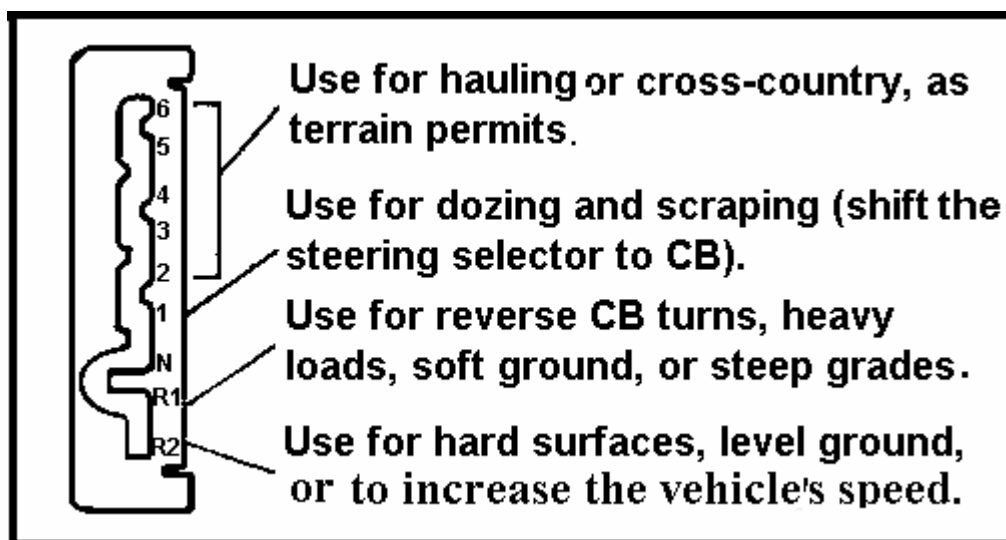 6
5
4
3
2
1
N
R1
R2
Use for hauling or cross-country, as
terrain permits.
Use for dozing and scraping (shift the
steering selector to CB).
Use for reverse CB turns, heavy
loads, soft ground, or steep grades.
Use for hard surfaces, level ground,
or to increase the vehicle's speed.